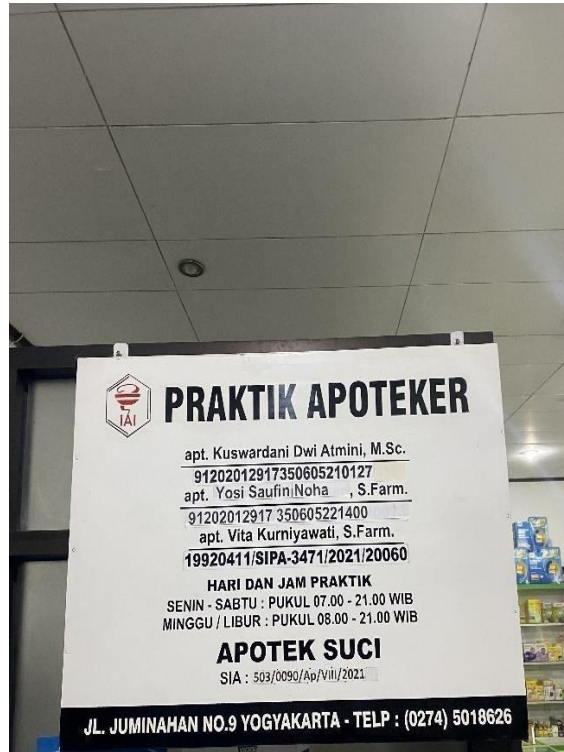 IAI
PRAKTIK APOTEKER
apt. Kuswardani Dwi Atmini, M.Sc.
91202012917350605210127
apt. Yosi Saufin Noha , S.Farm.
91202012917 350605221400
apt. Vita Kurniyawati, S.Farm.
19920411/SIPA-3471/2021/20060
HARI DAN JAM PRAKTIK
SENIN - SABTU : PUKUL 07.00 - 21.00 WIB
MINGGU / LIBUR : PUKUL 08.00 - 21.00 WIB
APOTEK SUCI
SIA : 503/0090/Ap/VIII/2021
JL. JUMINAHAN NO.9 YOGYAKARTA - TELP : (0274) 5018626